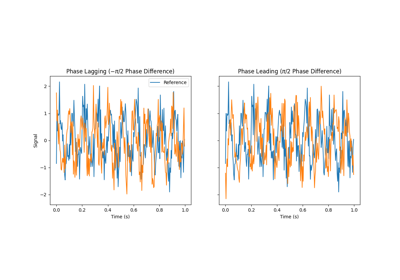 Phase Lagging (−π/2 Phase Difference)
Phase Leading (π/2 Phase Difference)
Reference
Signal
2
1
0
−1
−2
0.0 0.2 0.4 0.6 0.8 1.0
0.0 0.2 0.4 0.6 0.8 1.0
Time (s)
Time (s)